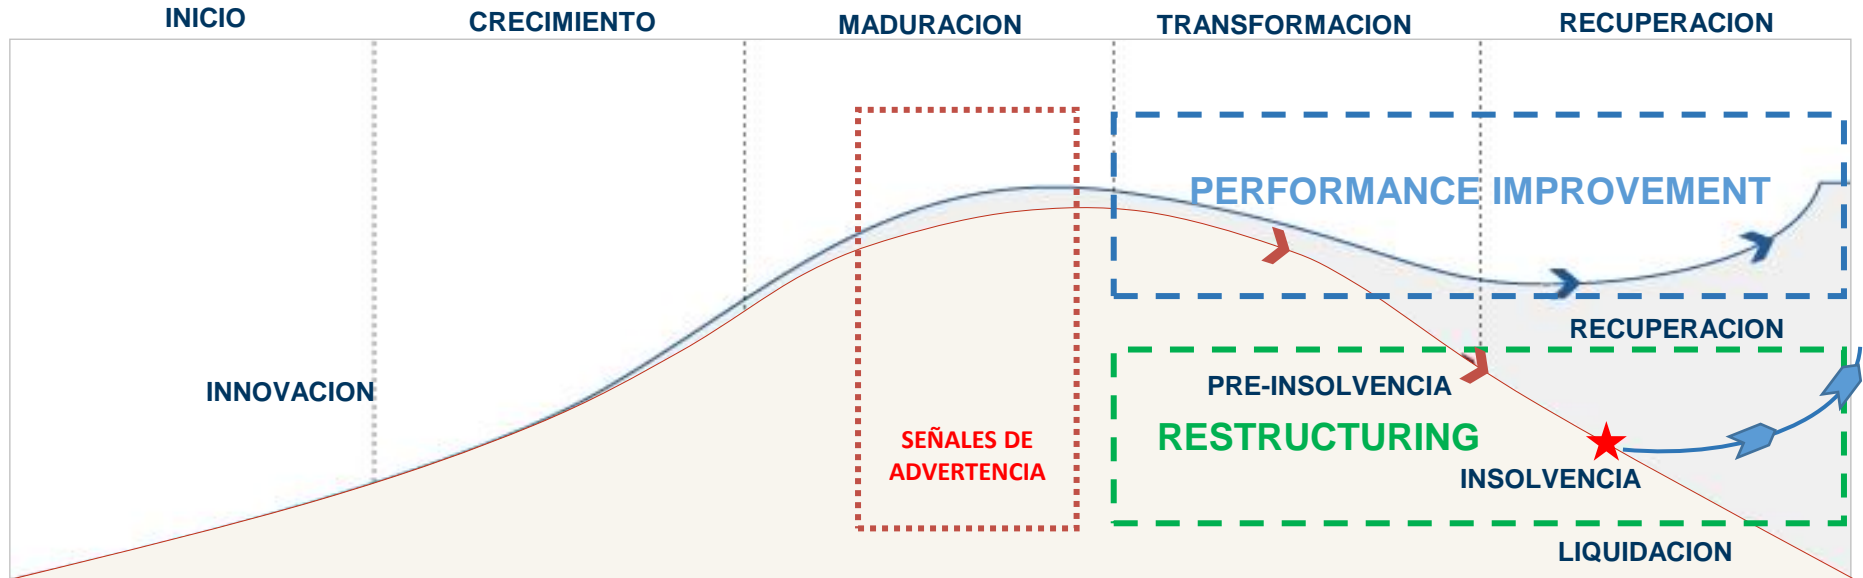 INICIO
CRECIMIENTO
MADURACION
TRANSFORMACION
RECUPERACION
PERFORMANCE IMPROVEMENT
RECUPERACION
INNOVACION
PRE-INSOLVENCIA
RESTRUCTURING
SEÑALES DE
ADVERTENCIA
INSOLVENCIA
LIQUIDACION